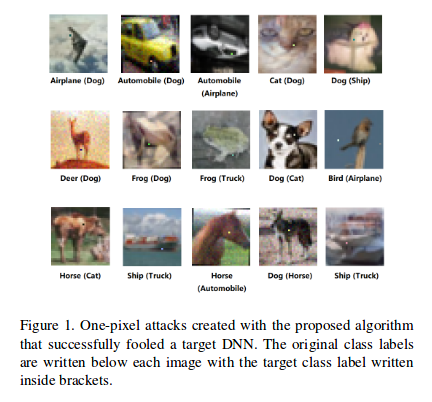 Airplane (Dog) Automobile (Dog) Automobile Cat (Dog) Dog (Ship)
(Airplane)
Deer (Dog) Frog (Dog) Frog (Truck) Dog (Cat) Bird (Airplane)
Horse (Cat) Ship (Truck) Horse Dog (Horse) Ship (Truck)
(Automobile)
Figure 1. One-pixel attacks created with the proposed algorithm
that successfully fooled a target DNN. The original class labels
are written below each image with the target class label written
inside brackets.